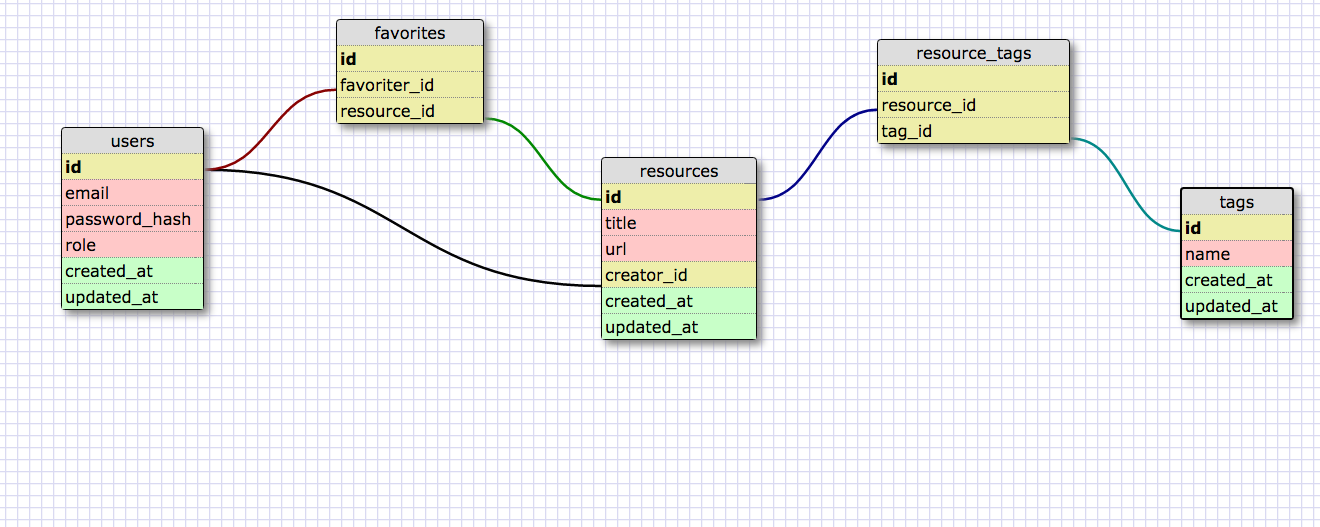 favorites
id
favoriter_id
resource_id
resource_tags
id
resource_id
tag_id
users
id
email
password_hash
role
created_at
updated_at
resources
id
title
url
creator_id
created_at
updated_at
tags
id
name
created_at
updated_at